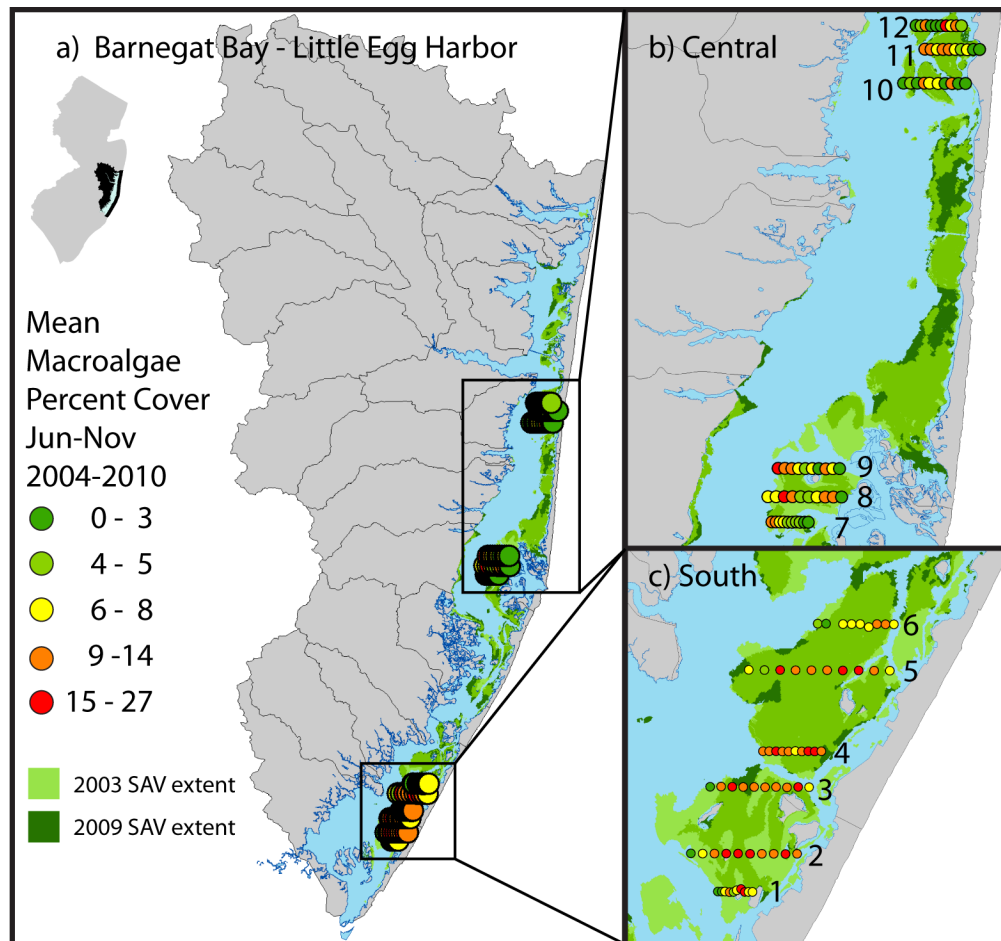 a) Barnegat Bay - Little Egg Harbor
Mean
Macroalgae
Percent Cover
Jun-Nov
2004-2010
0 - 3
4 - 5
6 - 8
9 -14
15 - 27
2003 SAV extent
2009 SAV extent
b) Central
12
11
10
9
8
7
c) South
6
5
4
3
2
1